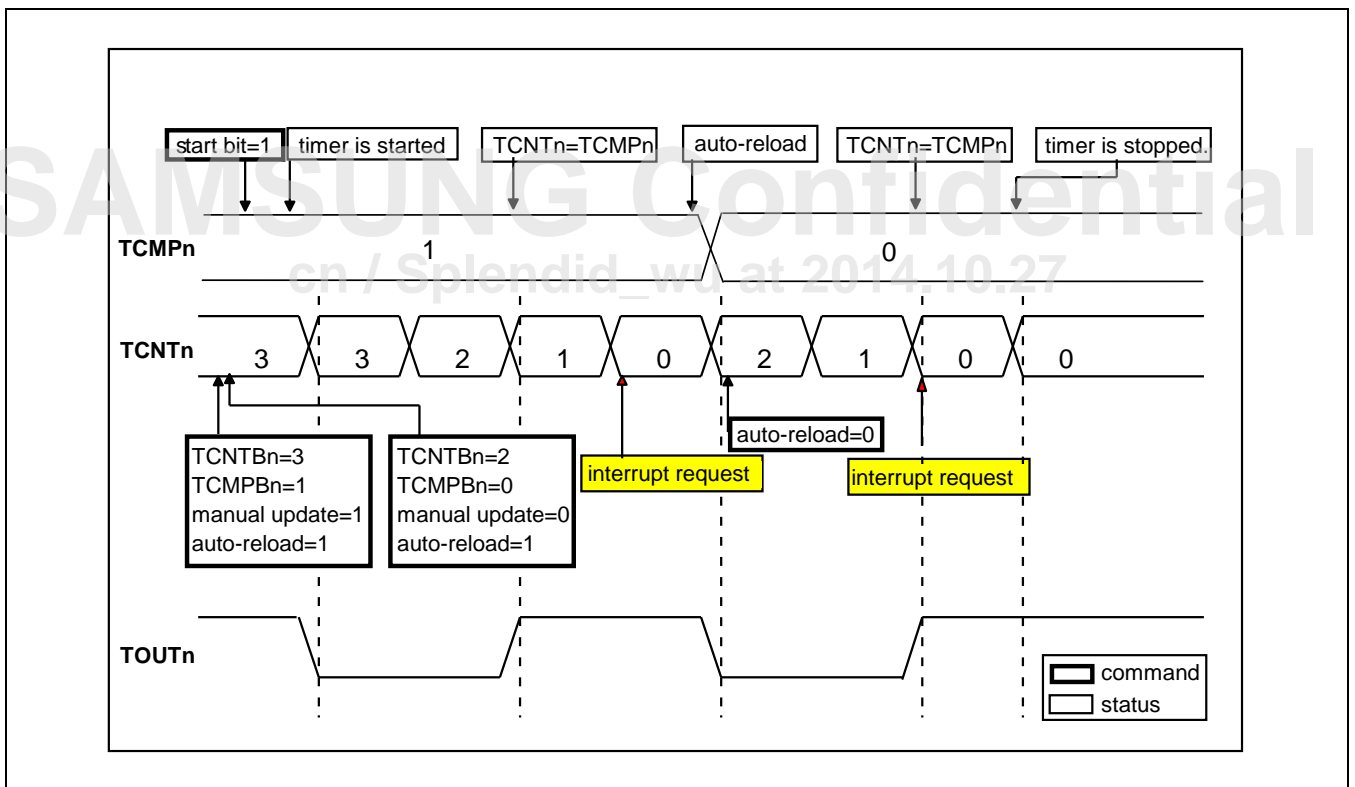 start bit=1
timer is started
TCNTn=TCMPn
auto-reload
TCNTn=TCMPn
timer is stopped.
SAMSUNG Confidential
TCMPn
1
0
cn / Splendid_wu at 2014.10.27
TCNTn
3
3
2
1
0
2
1
0
0
TCNTBn=3
TCMPBn=1
manual update=1
auto-reload=1
TCNTBn=2
TCMPBn=0
manual update=0
auto-reload=1
interrupt request
auto-reload=0
interrupt request
TOUTn
command
status